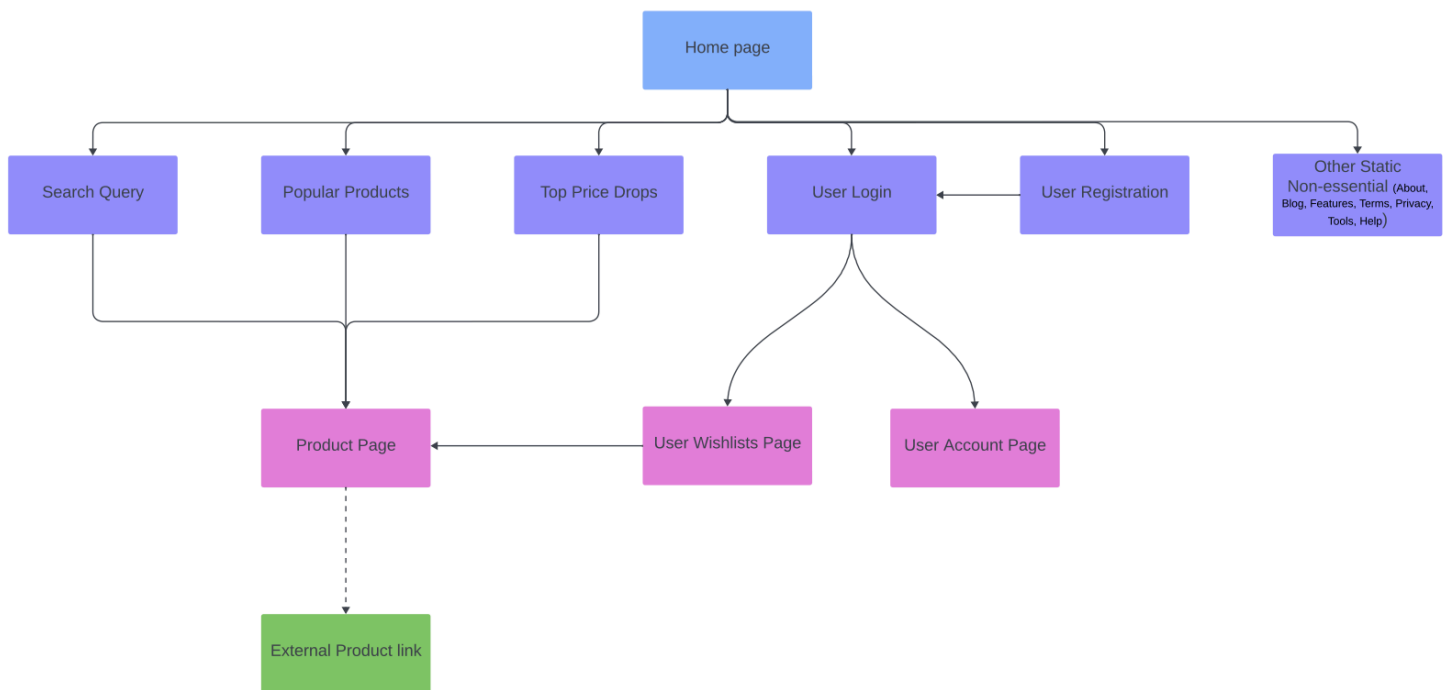 Home page
Search Query
Popular Products
Top Price Drops
User Login
User Registration
Other Static
Non-essential (About,
Blog, Features, Terms, Privacy,
Tools, Help)
Product Page
User Wishlists Page
User Account Page
External Product link